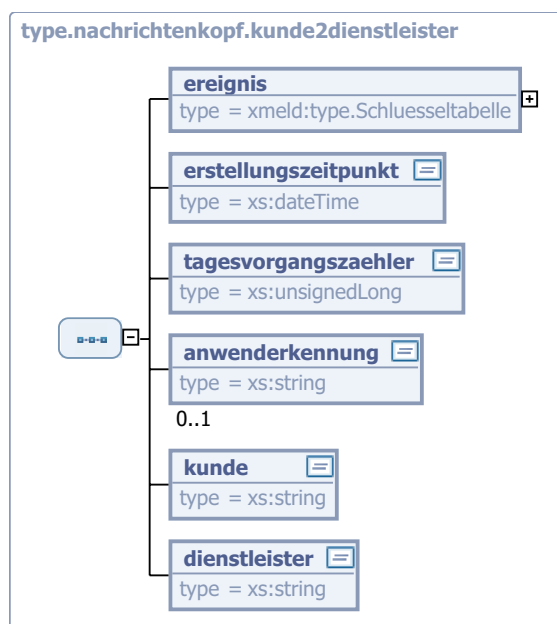 type.nachrichtenkopf.kunde2dienstleister
ereignis
type = xmeld:type.Schluesseltabelle
erstellungszeitpunkt
type = xs:dateTime
tagesvorgangszaehler
type = xs:unsignedLong
anwenderkennung
type = xs:string
0..1
kunde
type = xs:string
dienstleister
type = xs:string